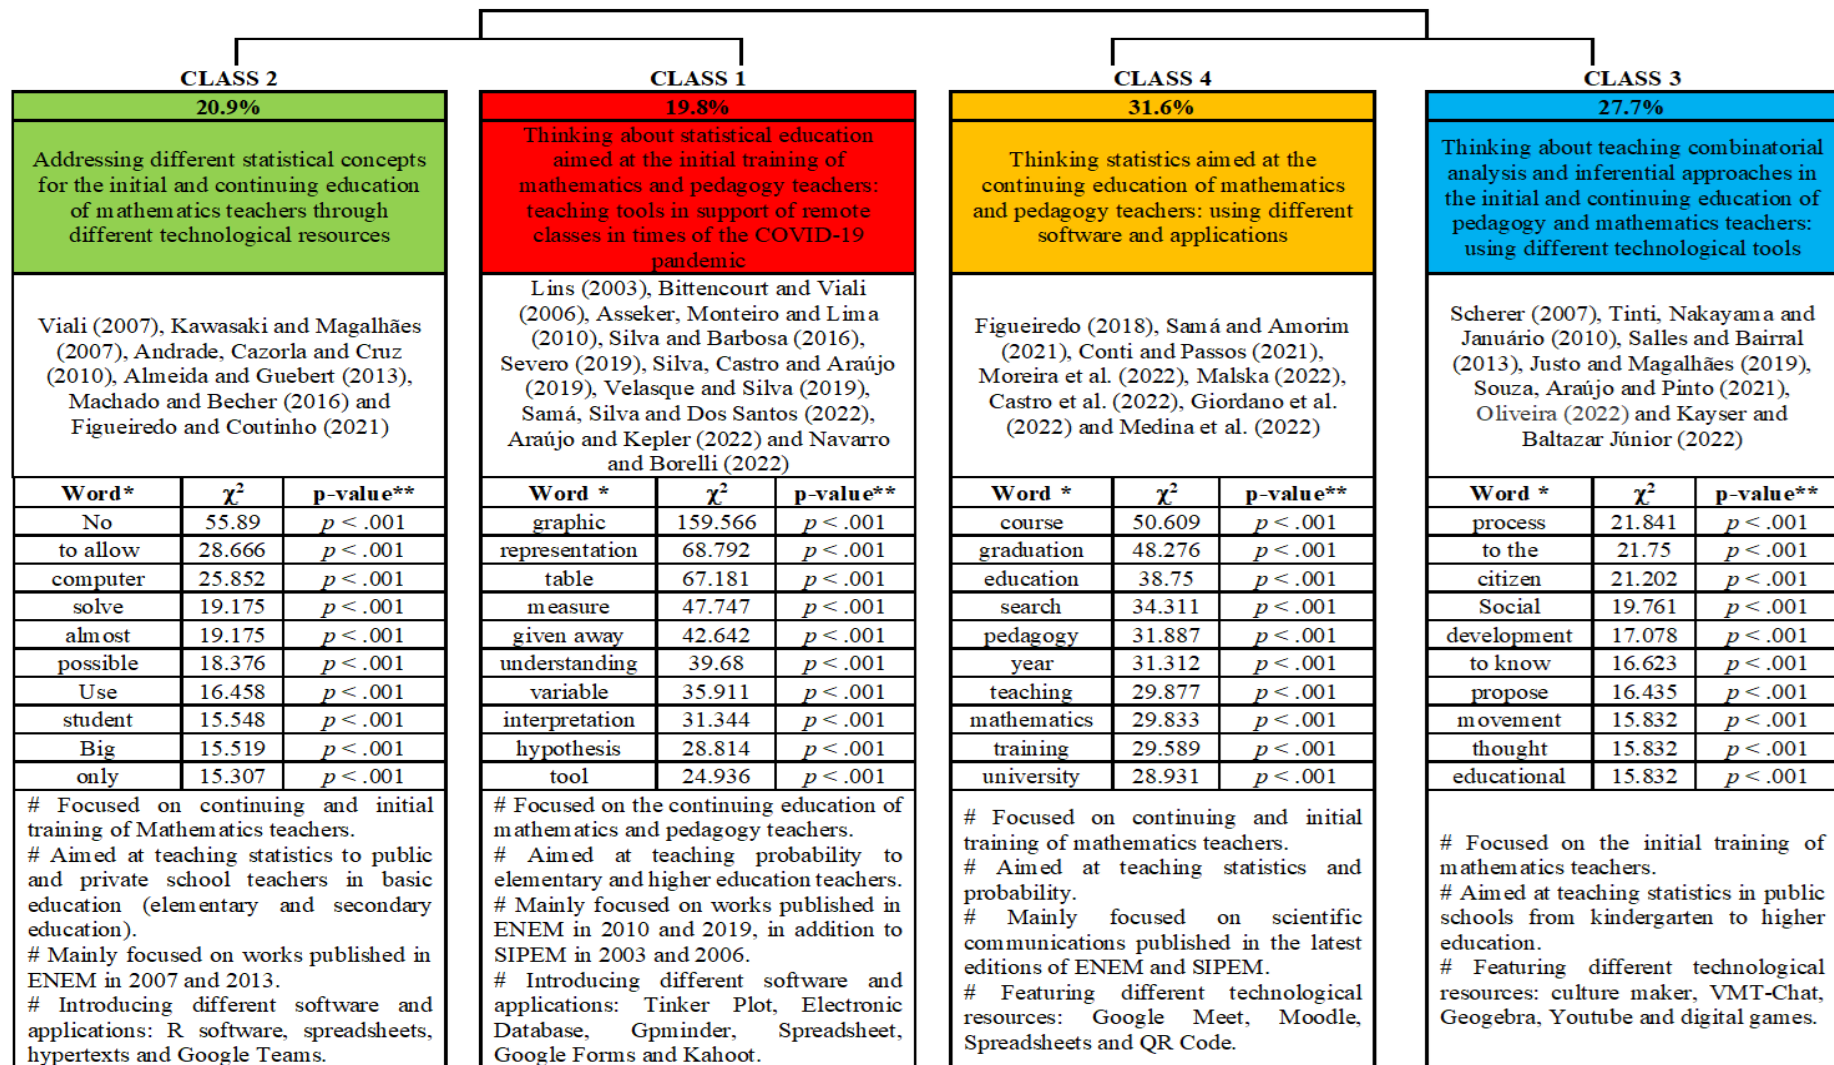 CLASS 2
20.9%
Addressing different statistical concepts
for the initial and continuing education
of mathematics teachers through
different technological resources
Viali (2007), Kawasaki and Magalhães
(2007), Andrade, Cazorla and Cruz
(2010), Almeida and Guebert (2013),
Machado and Becher (2016) and
Figueiredo and Coutinho (2021)
Word* χ² p-value**
No 55.89 p < .001
to allow 28.666 p < .001
computer 25.852 p < .001
solve 19.175 p < .001
almost 19.175 p < .001
possible 18.376 p < .001
Use 16.458 p < .001
student 15.548 p < .001
Big 15.519 p < .001
only 15.307 p < .001
# Focused on continuing and initial
training of Mathematics teachers.
# Aimed at teaching statistics to public
and private school teachers in basic
education (elementary and secondary
education).
# Mainly focused on works published in
ENEM in 2007 and 2013.
# Introducing different software and
applications: R software, spreadsheets,
hypertexts and Google Teams.
CLASS 1
19.8%
Thinking about statistical education
aimed at the initial training of
mathematics and pedagogy teachers:
teaching tools in support of remote
classes in times of the COVID-19
pandemic
Lins (2003), Bittencourt and Viali
(2006), Asseker, Monteiro and Lima
(2010), Silva and Barbosa (2016),
Severo (2019), Silva, Castro and Araújo
(2019), Velasque and Silva (2019),
Samá, Silva and Dos Santos (2022),
Araújo and Kepler (2022) and Navarro
and Borelli (2022)
Word * χ² p-value**
graphic 159.566 p < .001
representation 68.792 p < .001
table 67.181 p < .001
measure 47.747 p < .001
given away 42.642 p < .001
understanding 39.68 p < .001
variable 35.911 p < .001
interpretation 31.344 p < .001
hypothesis 28.814 p < .001
tool 24.936 p < .001
# Focused on the continuing education of
mathematics and pedagogy teachers.
# Aimed at teaching probability to
elementary and higher education teachers.
# Mainly focused on works published in
ENEM in 2010 and 2019, in addition to
SIPEM in 2003 and 2006.
# Introducing different software and
applications: Tinker Plot, Electronic
Database, Gpminder, Spreadsheet,
Google Forms and Kahoot.
CLASS 4
31.6%
Thinking statistics aimed at the
continuing education of mathematics
and pedagogy teachers: using different
software and applications
Figueiredo (2018), Samá and Amorim
(2021), Conti and Passos (2021),
Moreira et al. (2022), Malska (2022),
Castro et al. (2022), Giordano et al.
(2022) and Medina et al. (2022)
Word * χ² p-value**
course 50.609 p < .001
graduation 48.276 p < .001
education 38.75 p < .001
search 34.311 p < .001
pedagogy 31.887 p < .001
year 31.312 p < .001
teaching 29.877 p < .001
mathematics 29.833 p < .001
training 29.589 p < .001
university 28.931 p < .001
# Focused on continuing and initial
training of mathematics teachers.
# Aimed at teaching statistics and
probability.
# Mainly focused on scientific
communications published in the latest
editions of ENEM and SIPEM.
# Featuring different technological
resources: Google Meet, Moodle,
Spreadsheets and QR Code.
CLASS 3
27.7%
Thinking about teaching combinatorial
analysis and inferential approaches in
the initial and continuing education of
pedagogy and mathematics teachers:
using different technological tools
Scherer (2007), Tinti, Nakayama and
Januário (2010), Salles and Bairral
(2013), Justo and Magalhães (2019),
Souza, Araújo and Pinto (2021),
Oliveira (2022) and Kayser and
Baltazar Júnior (2022)
Word * χ² p-value**
process 21.841 p < .001
to the 21.75 p < .001
citizen 21.202 p < .001
Social 19.761 p < .001
development 17.078 p < .001
to know 16.623 p < .001
propose 16.435 p < .001
movement 15.832 p < .001
thought 15.832 p < .001
educational 15.832 p < .001
# Focused on the initial training of
mathematics teachers.
# Aimed at teaching statistics in public
schools from kindergarten to higher
education.
# Featuring different technological
resources: culture maker, VMT-Chat,
Geogebra, Youtube and digital games.